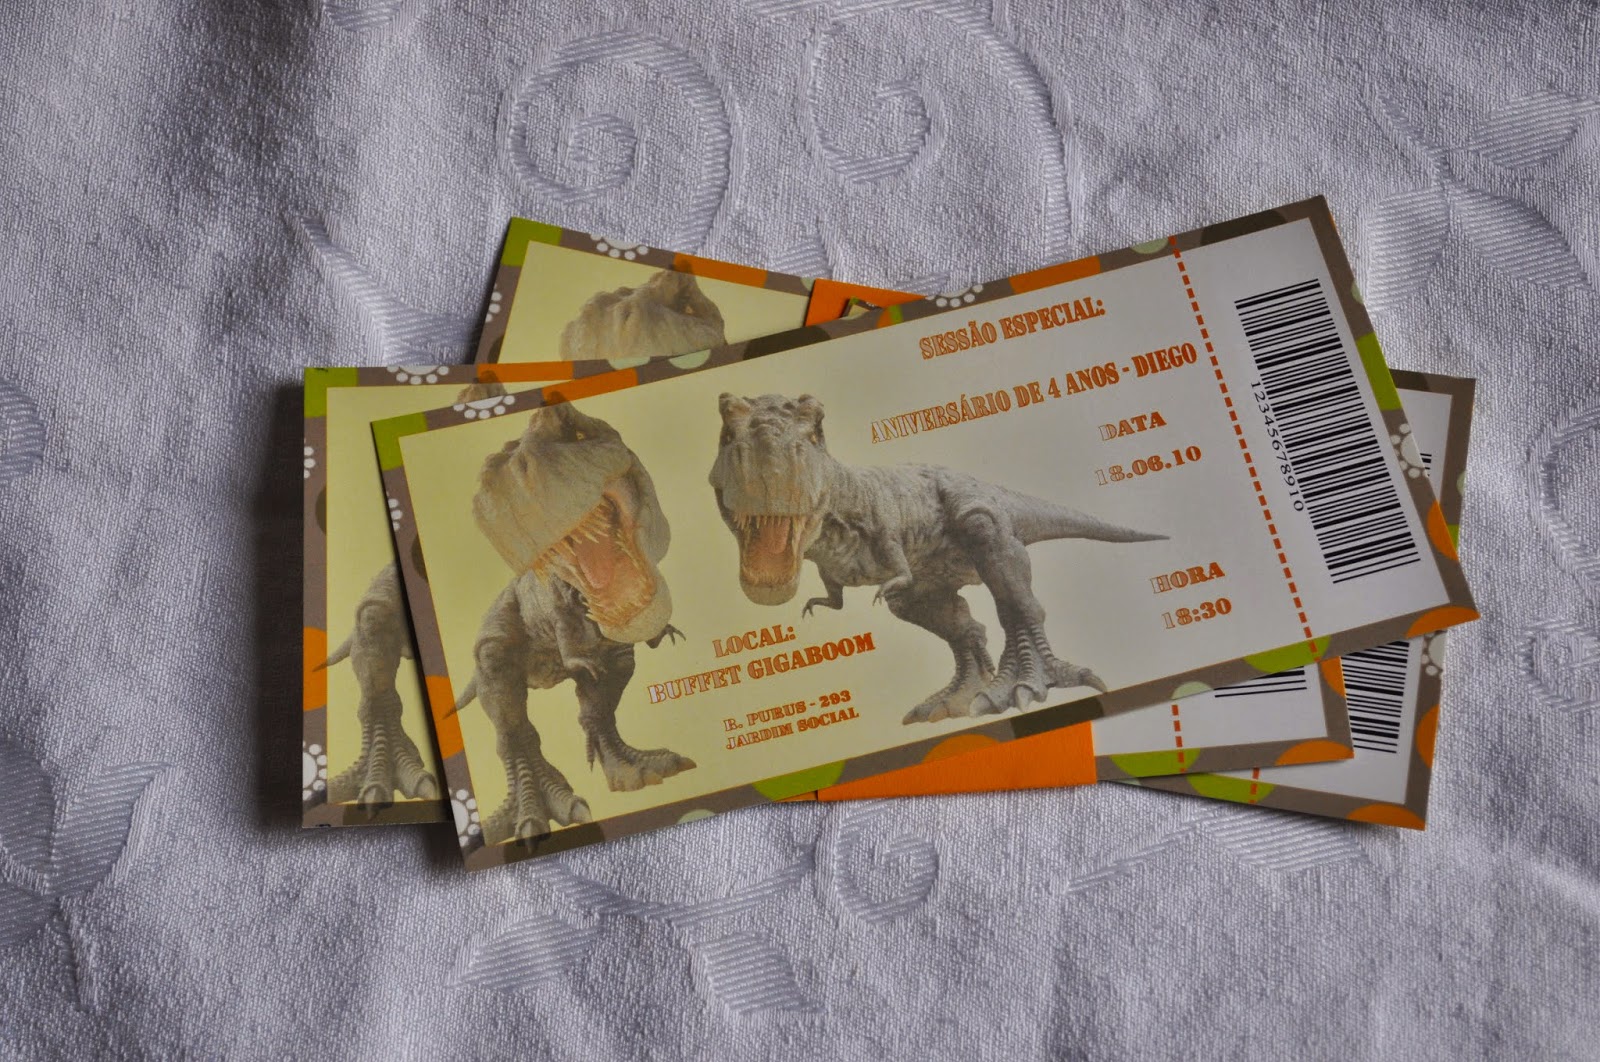 SESSÃO ESPECIAL:
ANIVERSÁRIO DE 4 ANOS - DIEGO
DATA
18.06.10
HORA
18:30
LOCAL:
BUFFET GIGABOOM
R. PURUS - 293
JARDIM SOCIAL
12345678910